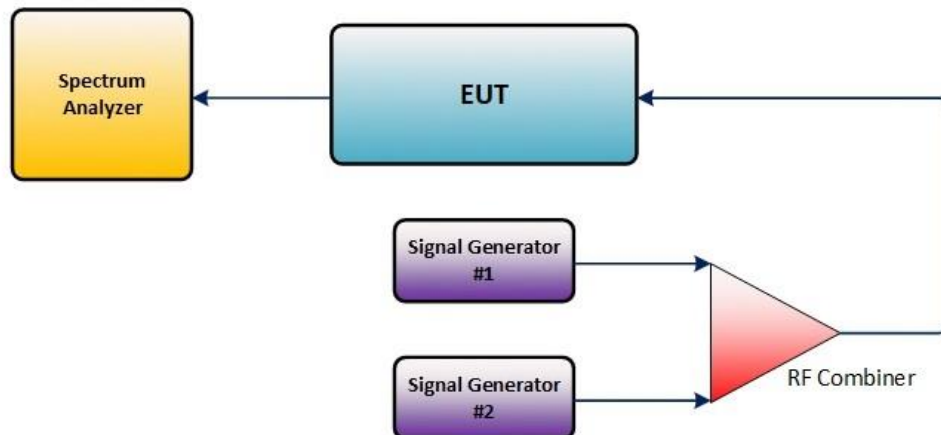 Spectrum
Analyzer
EUT
Signal Generator
#1
Signal Generator
#2
RF Combiner